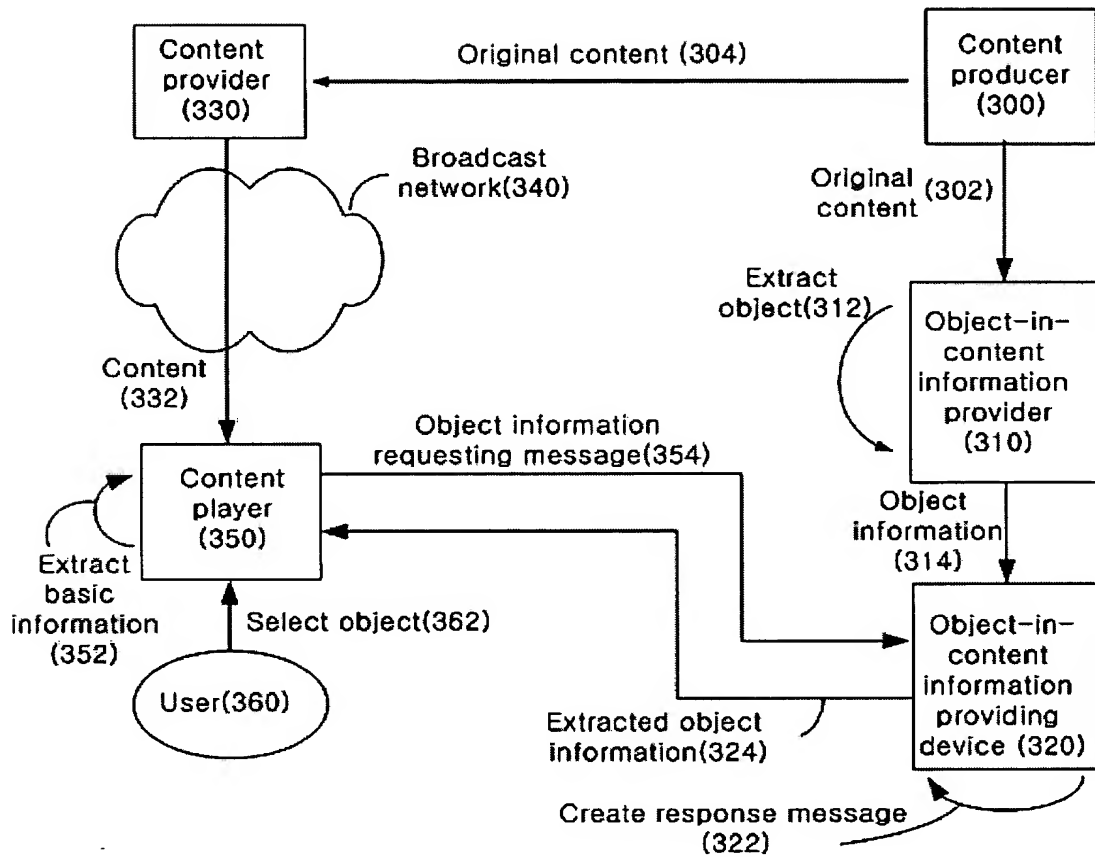 Content
provider
(330)
Original content (304)
Content
producer
(300)
Broadcast
network(340)
Original
content
(302)
Extract
object(312)
Object-in-
content
information
provider
(310)
Content
(332)
Object information
requesting message(354)
Content
player
(350)
Object
information
(314)
Extract
basic
information
(352)
Select object(362)
User(360)
Extracted object
information(324)
Object-in-
content
information
providing
device (320)
Create response message
(322)